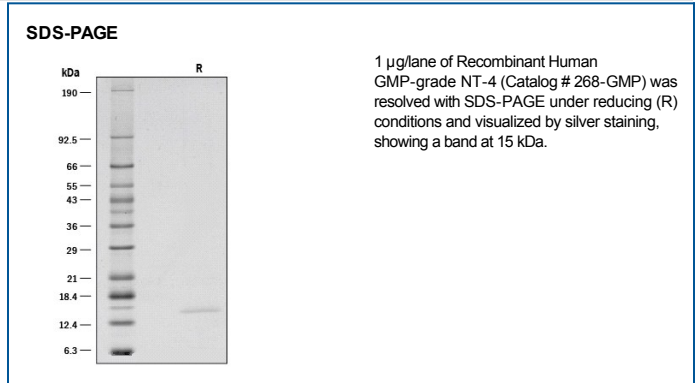 SDS-PAGE
kDa
R
190
92.5
66
55
43
36
29
21
18.4
12.4
6.3
1 µg/lane of Recombinant Human
GMP-grade NT-4 (Catalog # 268-GMP) was
resolved with SDS-PAGE under reducing (R)
conditions and visualized by silver staining,
showing a band at 15 kDa.